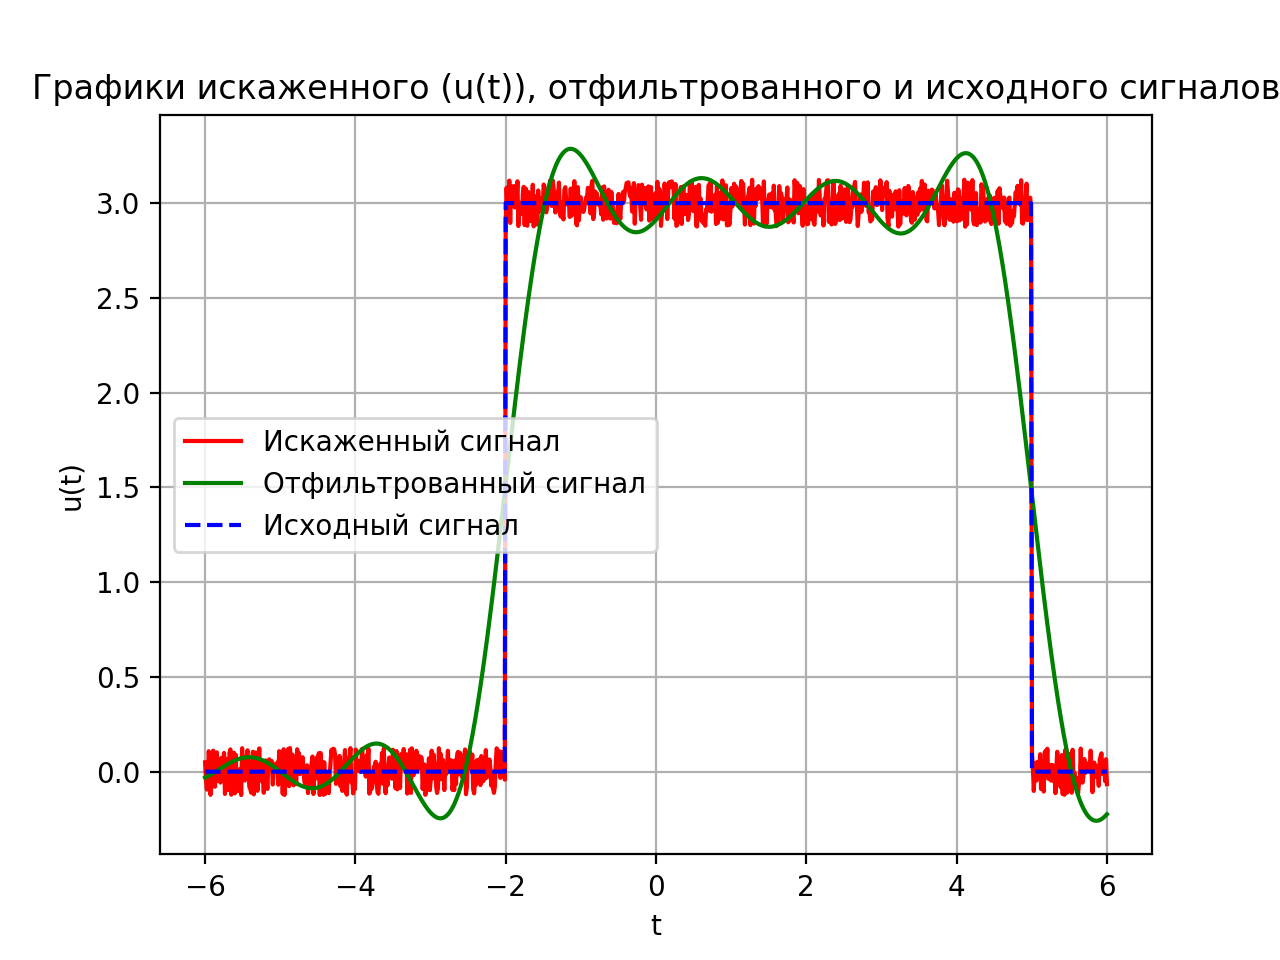 Графики искаженного (u(t)), отфильтрованного и исходного сигналов
3.0
2.5
2.0
1.5
1.0
0.5
0.0
u(t)
Искаженный сигнал
Отфильтрованный сигнал
Исходный сигнал
−6 −4 −2 0 2 4 6
t